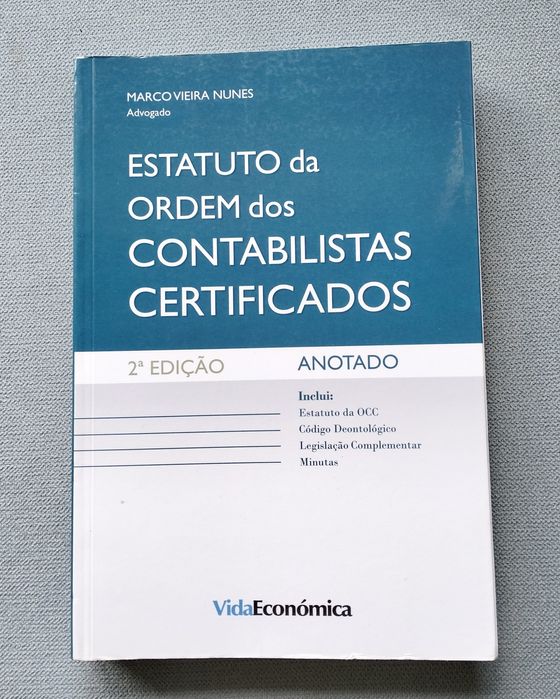 MARCO VIEIRA NUNES
Advogado
ESTATUTO da
ORDEM dos
CONTABILISTAS
CERTIFICADOS
2ª EDIÇÃO
ANOTADO
Inclui:
Estatuto da OCC
Código Deontológico
Legislação Complementar
Minutas
VidaEconómica